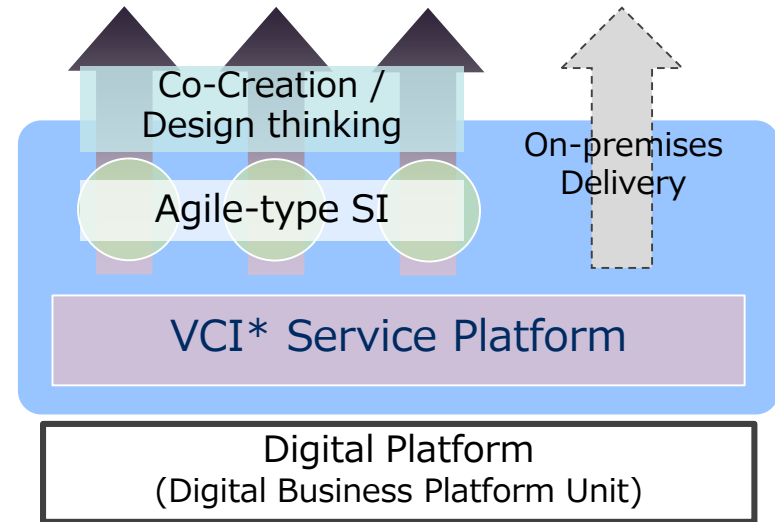 Co-Creation /
Design thinking
On-premises
Delivery
Agile-type SI
VCI* Service Platform
Digital Platform
(Digital Business Platform Unit)